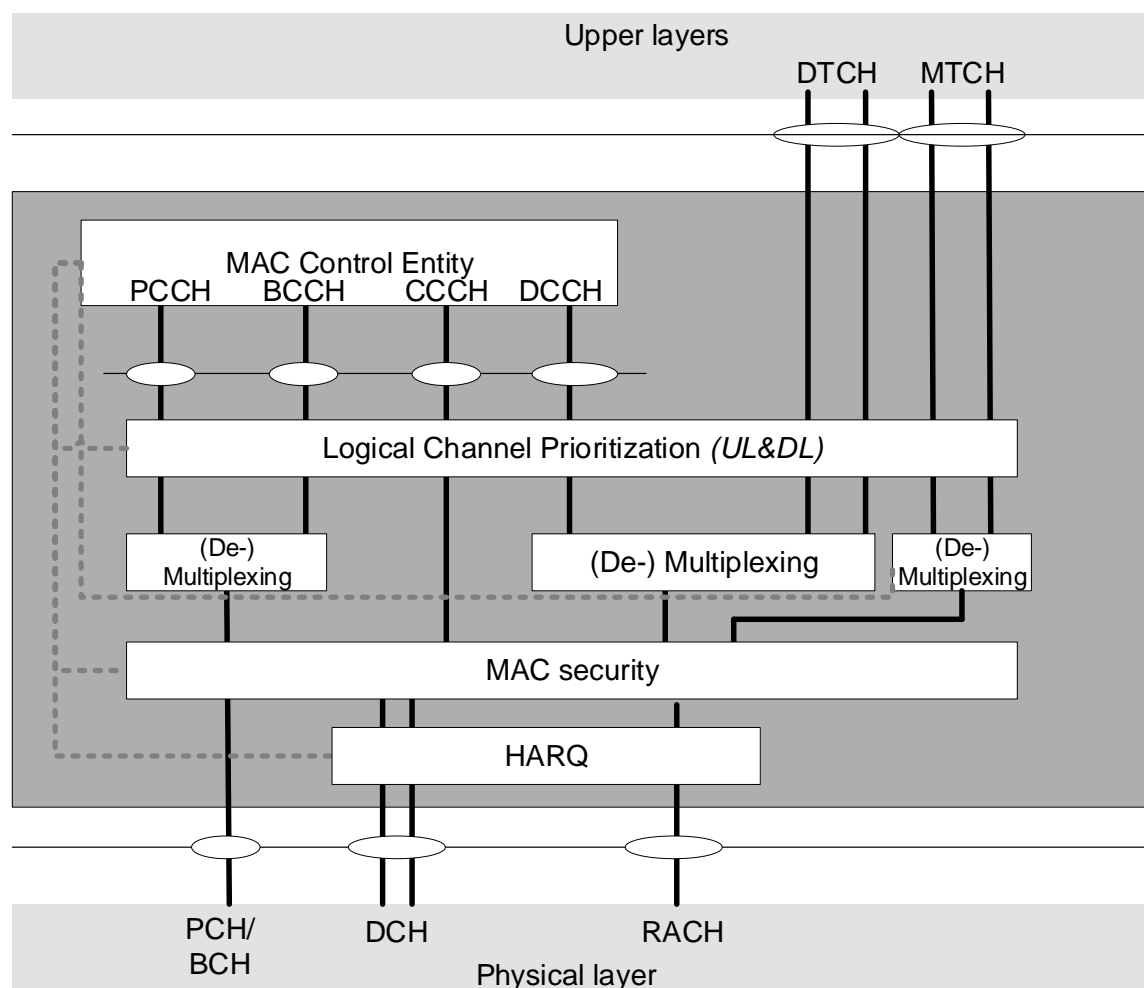 Upper layers
DTCH MTCH
MAC Control Entity
PCCH BCCH CCCH DCCH
Logical Channel Prioritization (UL&DL)
(De-)
Multiplexing
(De-) Multiplexing
(De-)
Multiplexing
MAC security
HARQ
PCH/
BCH
DCH
RACH
Physical layer